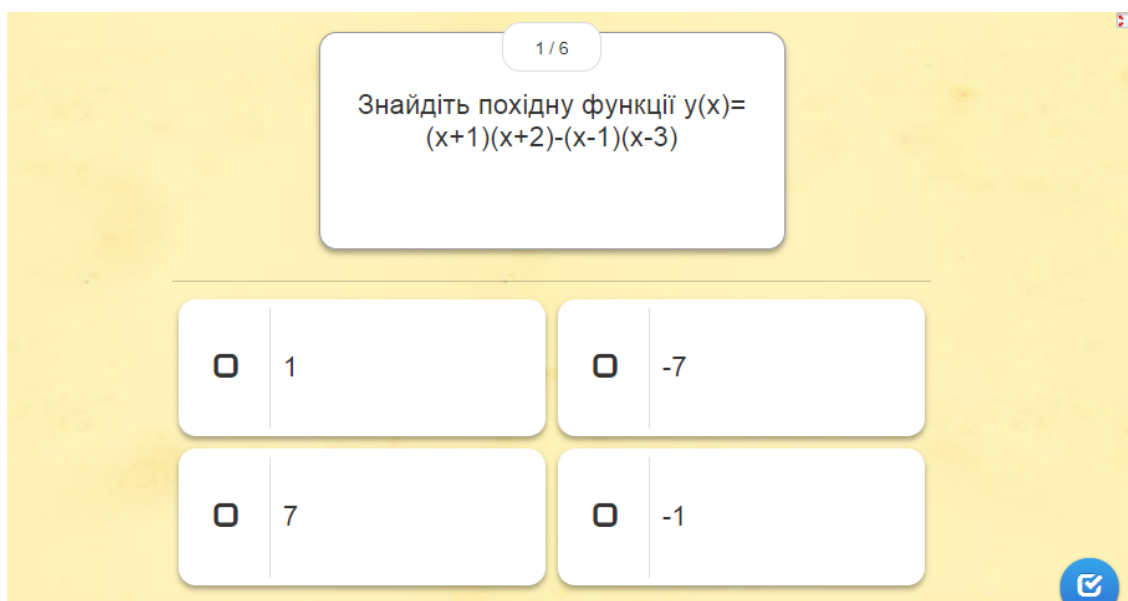 1 / 6
Знайдіть похідну функції y(x)=
(x+1)(x+2)-(x-1)(x-3)
1
-7
7
-1